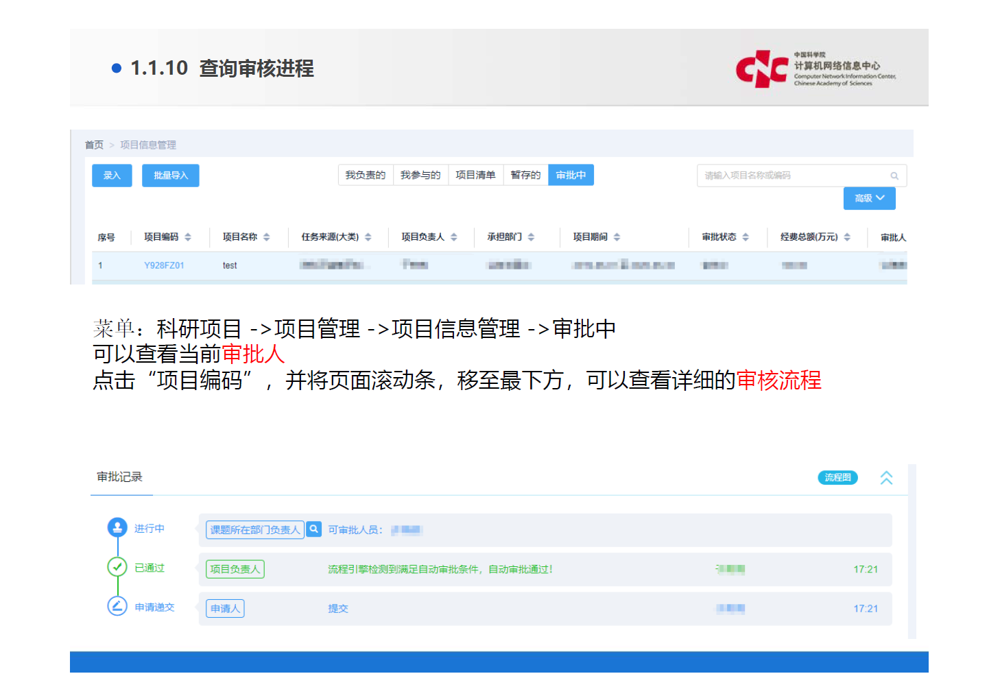 1.1.10 查询审核进程
中国科学院
计算机网络信息中心
Computer Network Information Center,
Chinese Academy of Sciences
首页 > 项目信息管理
录入 批量导入 我负责的 我参与的 项目清单 暂存的 审批中 请输入项目名称或编码
高级
序号 项目编码 项目名称 任务来源(大类) 项目负责人 承担部门 项目期间 审批状态 经费总额(万元) 审批人
1 Y928FZ01 test
菜单：科研项目 ->项目管理 ->项目信息管理 ->审批中
可以查看当前审批人
点击“项目编码”，并将页面滚动条，移至最下方，可以查看详细的审核流程
审批记录 流程图
进行中 课题所在部门负责人 可审批人员：
已通过 项目负责人 流程引擎检测到满足自动审批条件，自动审批通过！ 17:21
申请递交 申请人 提交 17:21